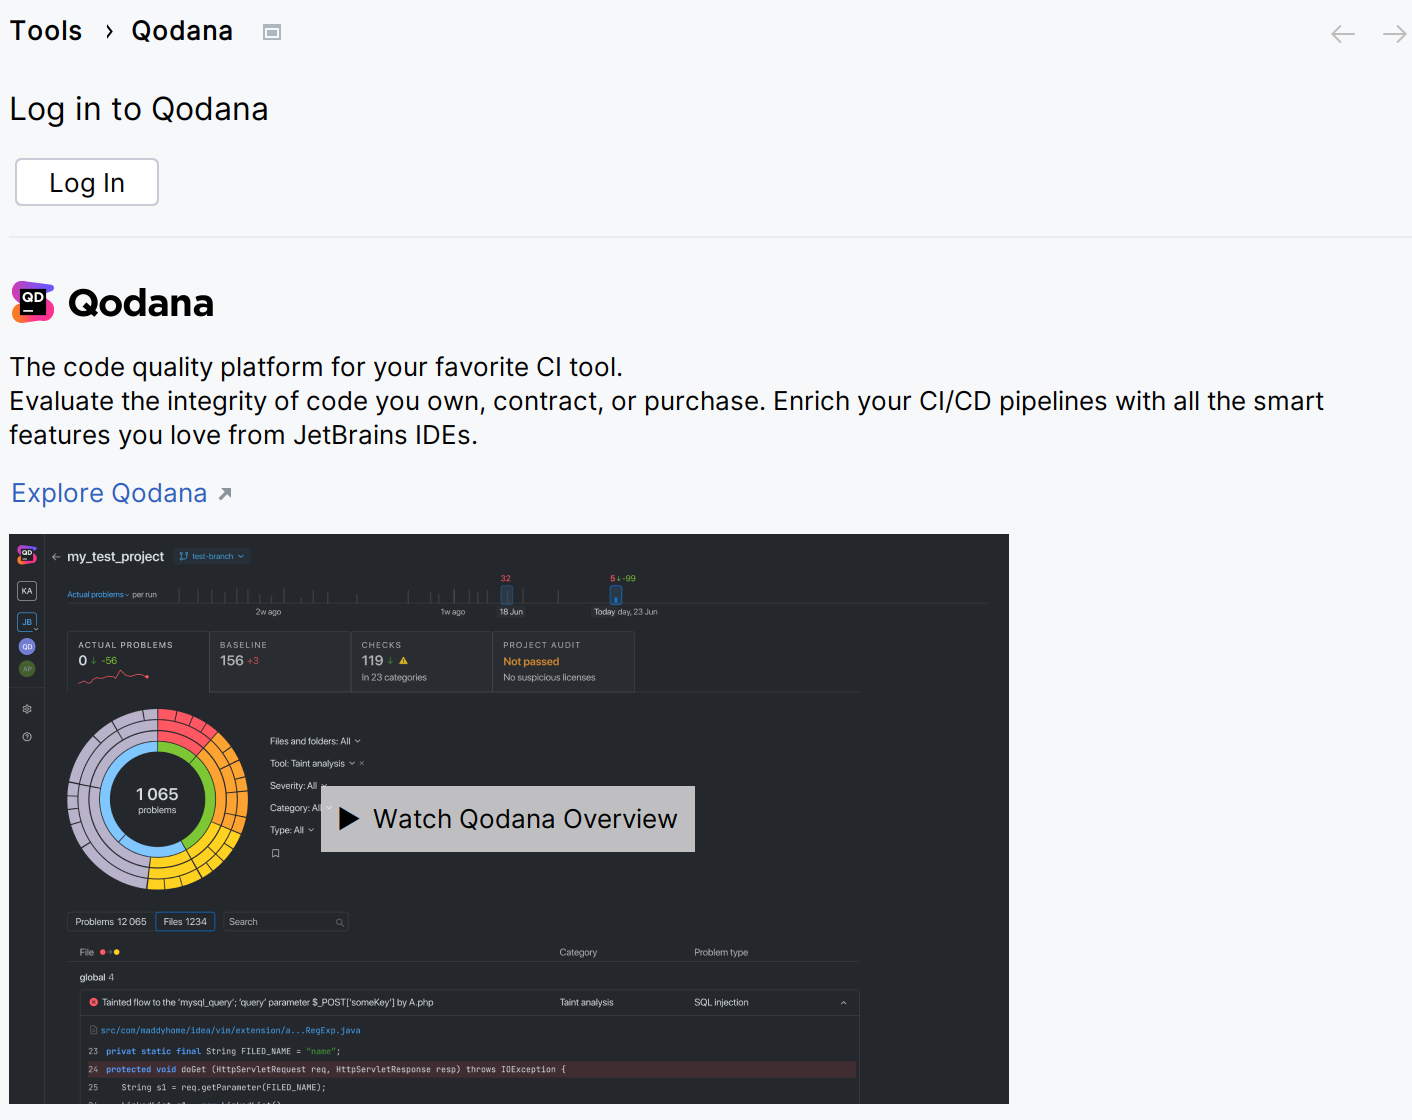 Tools › Qodana
Log in to Qodana
Log In
QD Qodana
The code quality platform for your favorite CI tool.
Evaluate the integrity of code you own, contract, or purchase. Enrich your CI/CD pipelines with all the smart
features you love from JetBrains IDEs.
Explore Qodana
QD my_test_project test-branch
KA
JB
QD
AP
32 5↓-99
Actual problems per run
2w ago 1w ago 18 Jun Today day, 23 Jun
ACTUAL PROBLEMS BASELINE CHECKS PROJECT AUDIT
0 ↓ -56 156 +3 119 ↓ Not passed
In 23 categories No suspicious licenses
Files and folders: All
Tool: Taint analysis ×
Severity: All
1 065
problems
Category: All
Watch Qodana Overview
Type: All
Problems 12 065 Files 1234 Search
File Category Problem type
global 4
Tainted flow to the 'mysql_query'; 'query' parameter $_POST['someKey'] by A.php Taint analysis SQL injection
src/com/maddyhome/idea/vim/extension/a...RegExp.java
23 privat static final String FILED_NAME = "name";
24 protected void doGet (HttpServletRequest req, HttpServletResponse resp) throws IOException {
25 String s1 = req.getParameter(FILED_NAME);